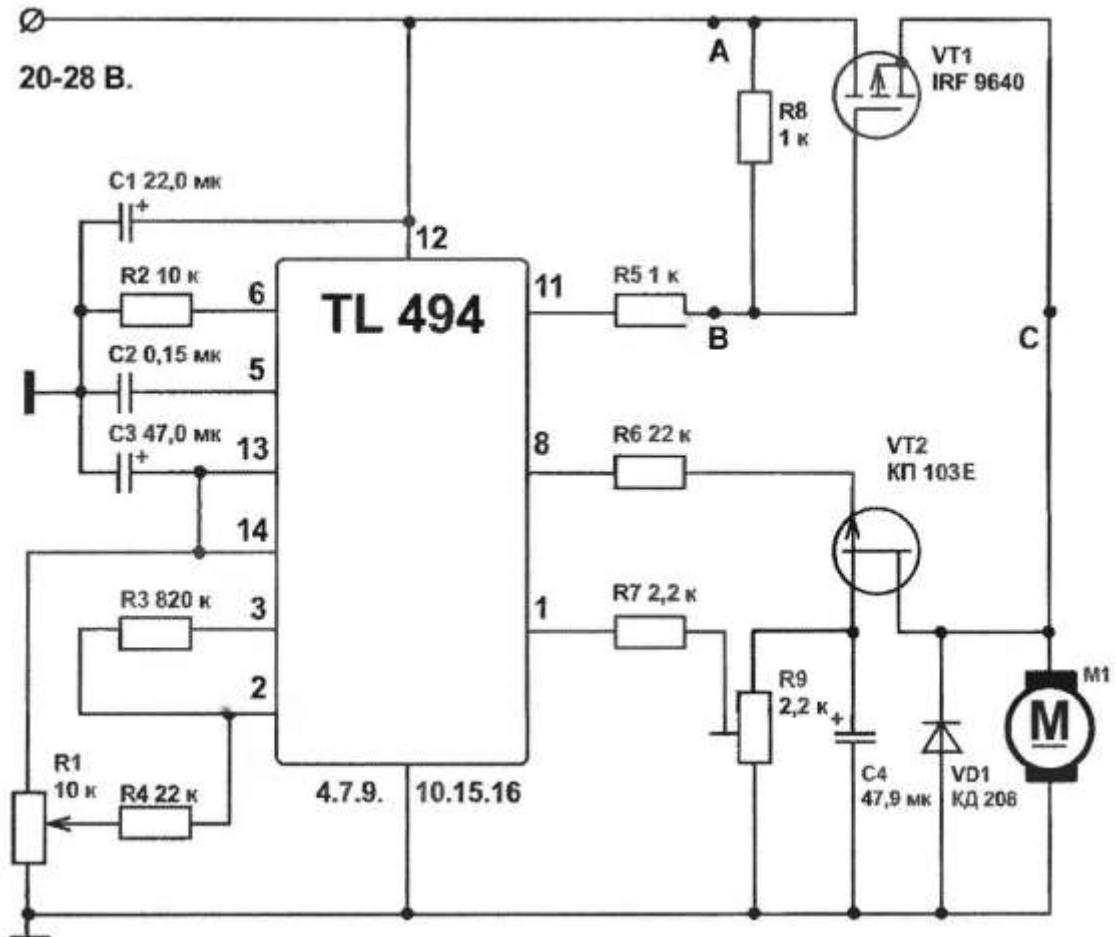 20-28 В.
A
VT1
IRF 9640
R8
1 к
C1 22,0 мк
+
12
R2 10 к
6
TL 494
11
R5 1 к
B
C
C2 0,15 мк
5
C3 47,0 мк
+
13
8
R6 22 к
VT2
КП 103Е
14
R3 820 к
3
1
R7 2,2 к
2
R9
2,2 к
+
M1
M
R1
10 к
R4 22 к
4.7.9.
10.15.16
C4
47,9 мк
VD1
КД 208